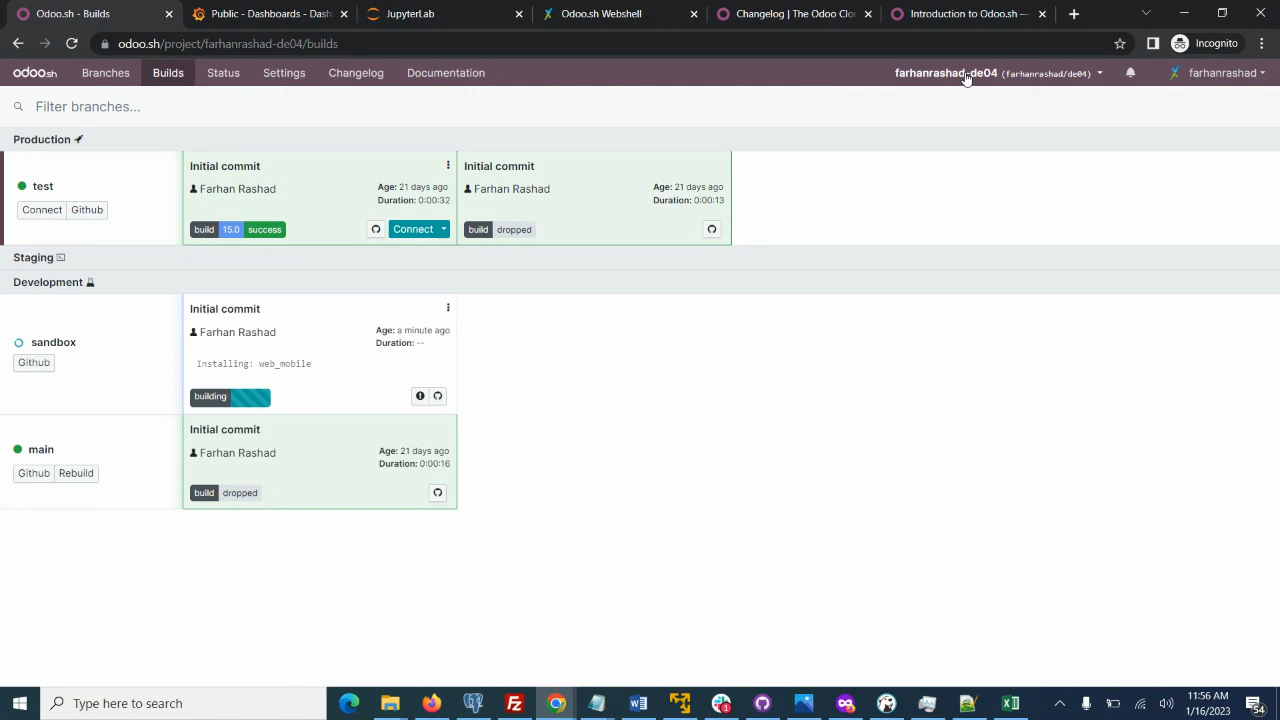 Odoo.sh - Builds
Public - Dashboards - Dash
JupyterLab
Odoo.sh Webshell
Changelog | The Odoo Clou
Introduction to Odoo.sh —
odoo.sh/project/farhanrashad-de04/builds
Incognito
odoo.sh
Branches
Builds
Status
Settings
Changelog
Documentation
farhanrashad-de04 (farhanrashad/de04)
farhanrashad
Filter branches...
Production
test
Connect
Github
Initial commit
Farhan Rashad
Age: 21 days ago
Duration: 0:00:32
build 15.0 success
Connect
Initial commit
Farhan Rashad
Age: 21 days ago
Duration: 0:00:13
build dropped
Staging
Development
sandbox
Github
Initial commit
Farhan Rashad
Age: a minute ago
Duration: --
Installing: web_mobile
building
main
Github
Rebuild
Initial commit
Farhan Rashad
Age: 21 days ago
Duration: 0:00:16
build dropped
Type here to search
11:56 AM
1/16/2023